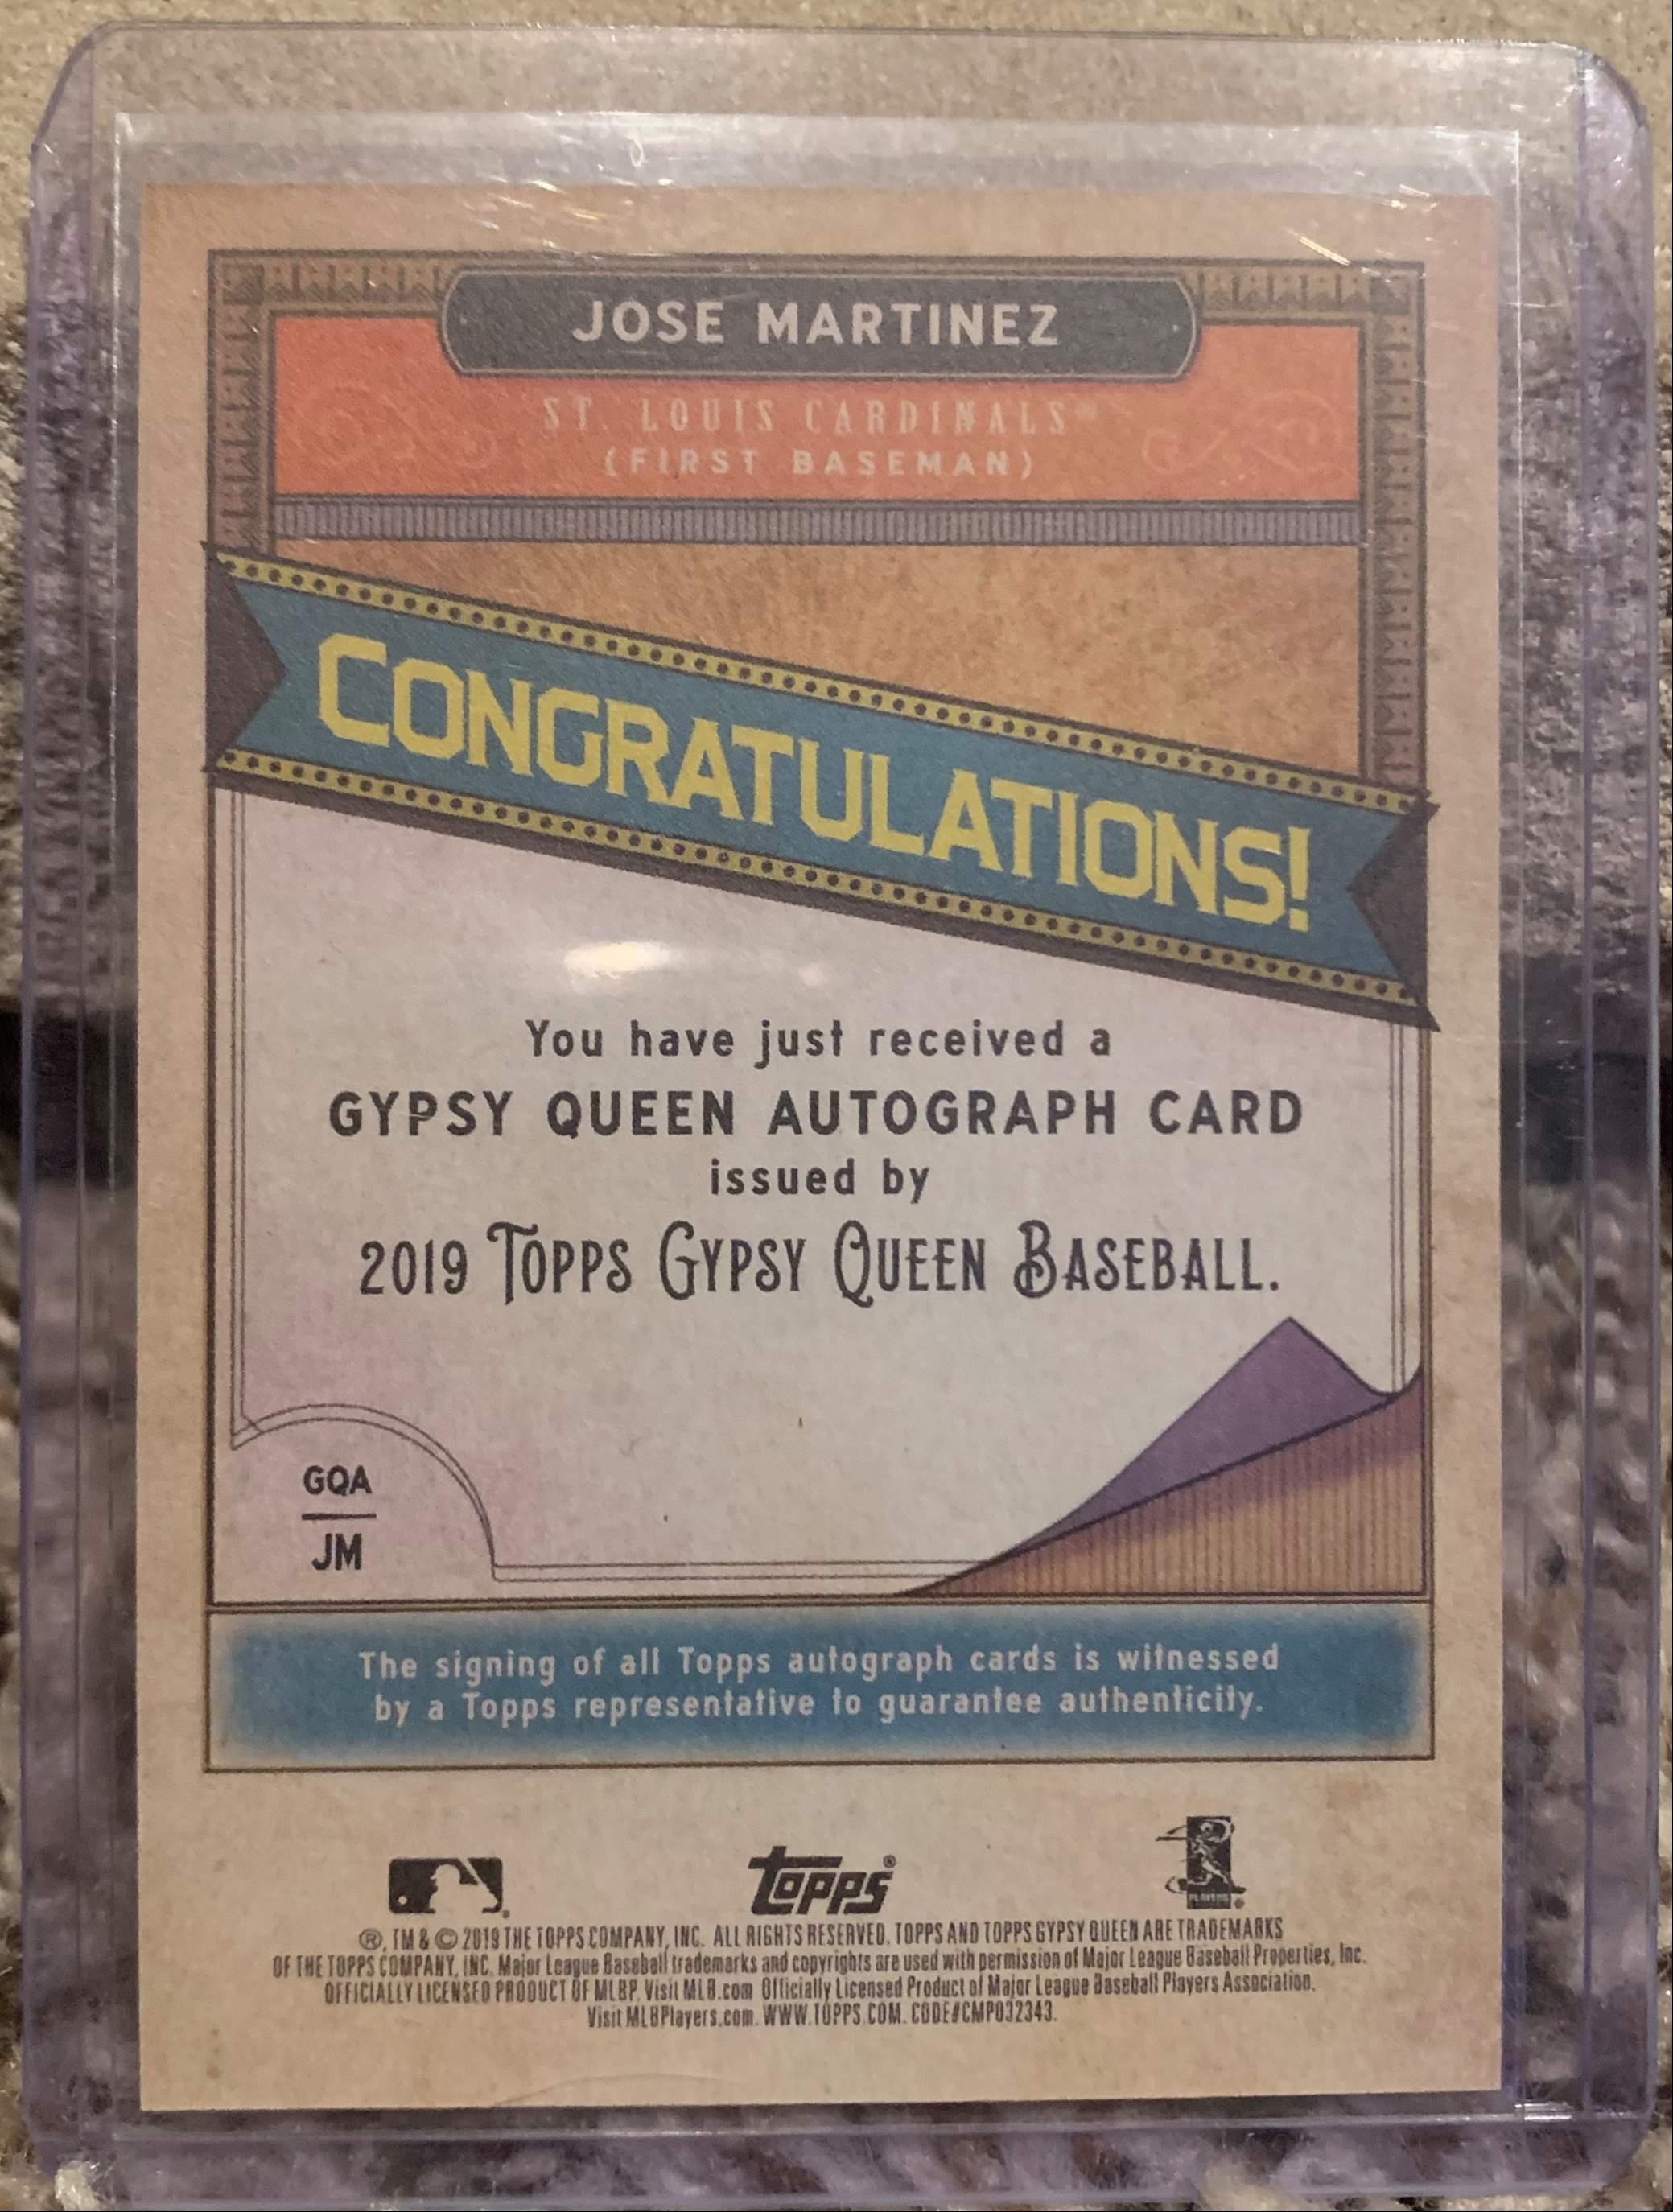 JOSE MARTINEZ
ST. LOUIS CARDINALS®
(FIRST BASEMAN)
CONGRATULATIONS!
You have just received a
GYPSY QUEEN AUTOGRAPH CARD
issued by
2019 TOPPS GYPSY QUEEN BASEBALL.
GQA
JM
The signing of all Topps autograph cards is witnessed
by a Topps representative to guarantee authenticity.
topps®
PLAYERS
®, TM & © 2019 THE TOPPS COMPANY, INC. ALL RIGHTS RESERVED. TOPPS AND TOPPS GYPSY QUEEN ARE TRADEMARKS
OF THE TOPPS COMPANY, INC. Major League Baseball trademarks and copyrights are used with permission of Major League Baseball Properties, Inc.
OFFICIALLY LICENSED PRODUCT OF MLBP. Visit MLB.com Officially Licensed Product of Major League Baseball Players Association.
Visit MLBPlayers.com. WWW.TOPPS.COM. CODE#CMP032343.